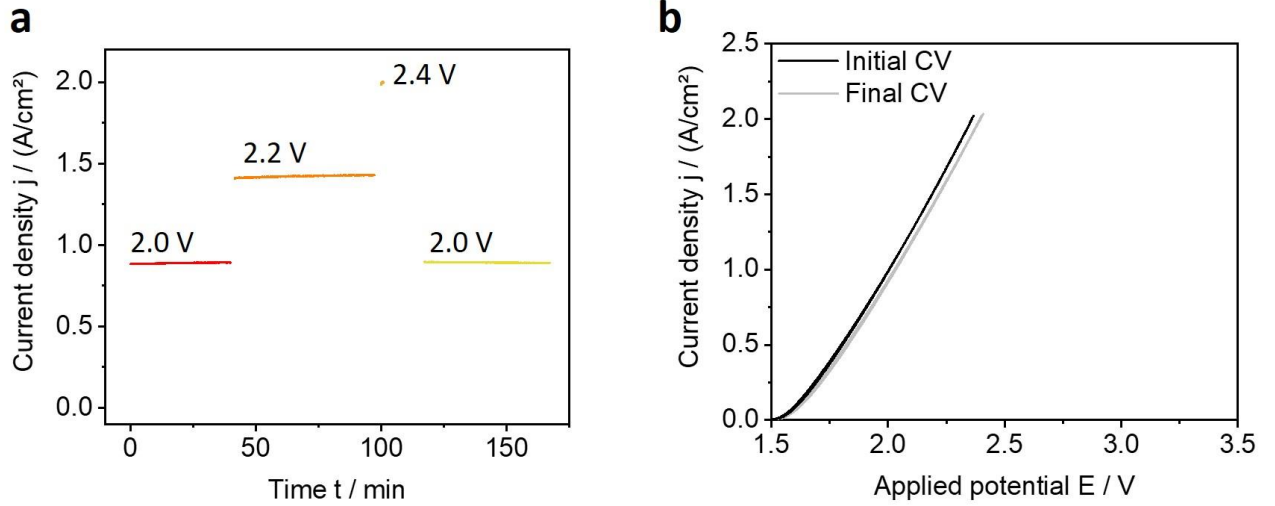 a
Current density j / (A/cm²)
2.0
1.5
1.0
0.5
0.0
2.4 V
2.2 V
2.0 V
2.0 V
0
50
100
150
Time t / min
b
Current density j / (A/cm²)
2.5
2.0
1.5
1.0
0.5
0.0
Initial CV
Final CV
1.5
2.0
2.5
3.0
3.5
Applied potential E / V